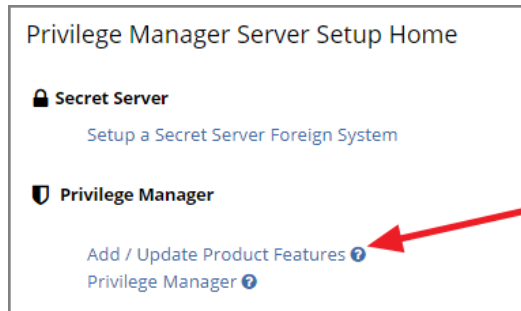 Privilege Manager Server Setup Home
Secret Server
Setup a Secret Server Foreign System
Privilege Manager
Add / Update Product Features ?
Privilege Manager ?